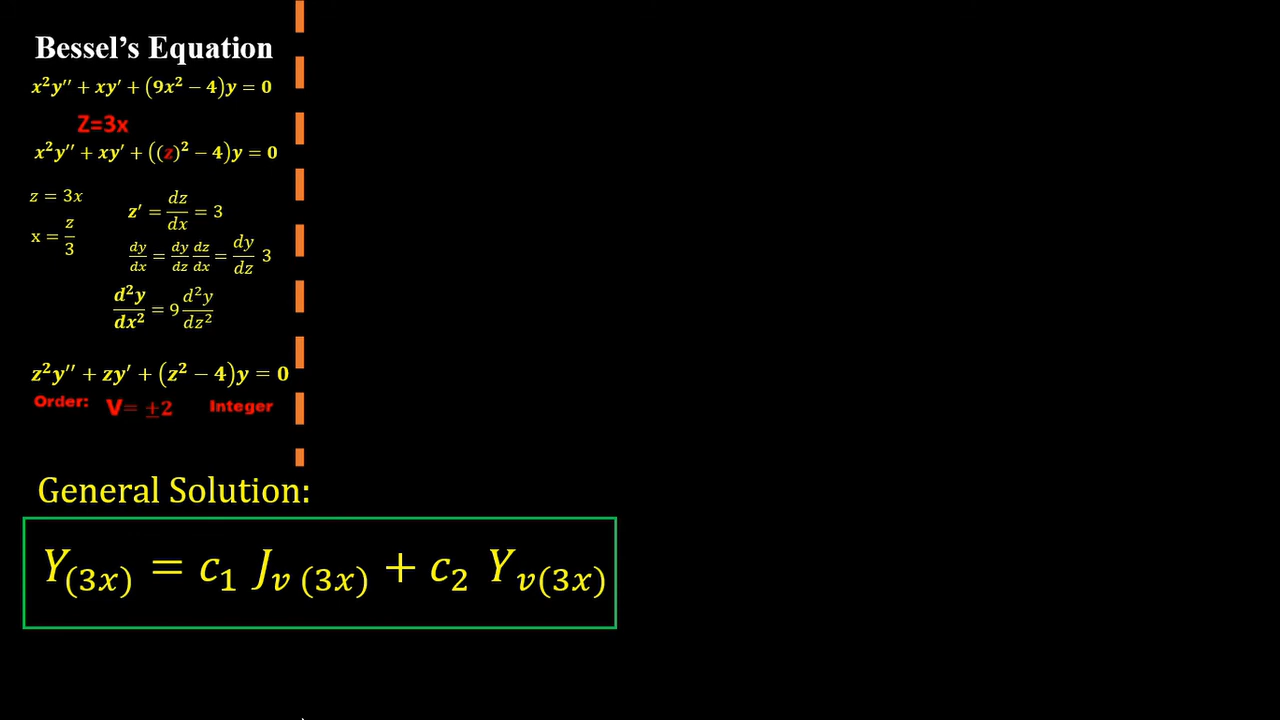 Bessel's Equation
x²y′′ + xy′ + (9x² − 4)y = 0
Z=3x
x²y′′ + xy′ + ((z)² − 4)y = 0
z = 3x
z′ = dz/dx = 3
x = z/3
dy/dx = dy/dz dz/dx = dy/dz 3
d²y/dx² = 9 d²y/dz²
z²y′′ + zy′ + (z² − 4)y = 0
Order: V= ±2 Integer
General Solution:
Y₍₃ₓ₎ = c₁ Jᵥ ₍₃ₓ₎ + c₂ Yᵥ₍₃ₓ₎